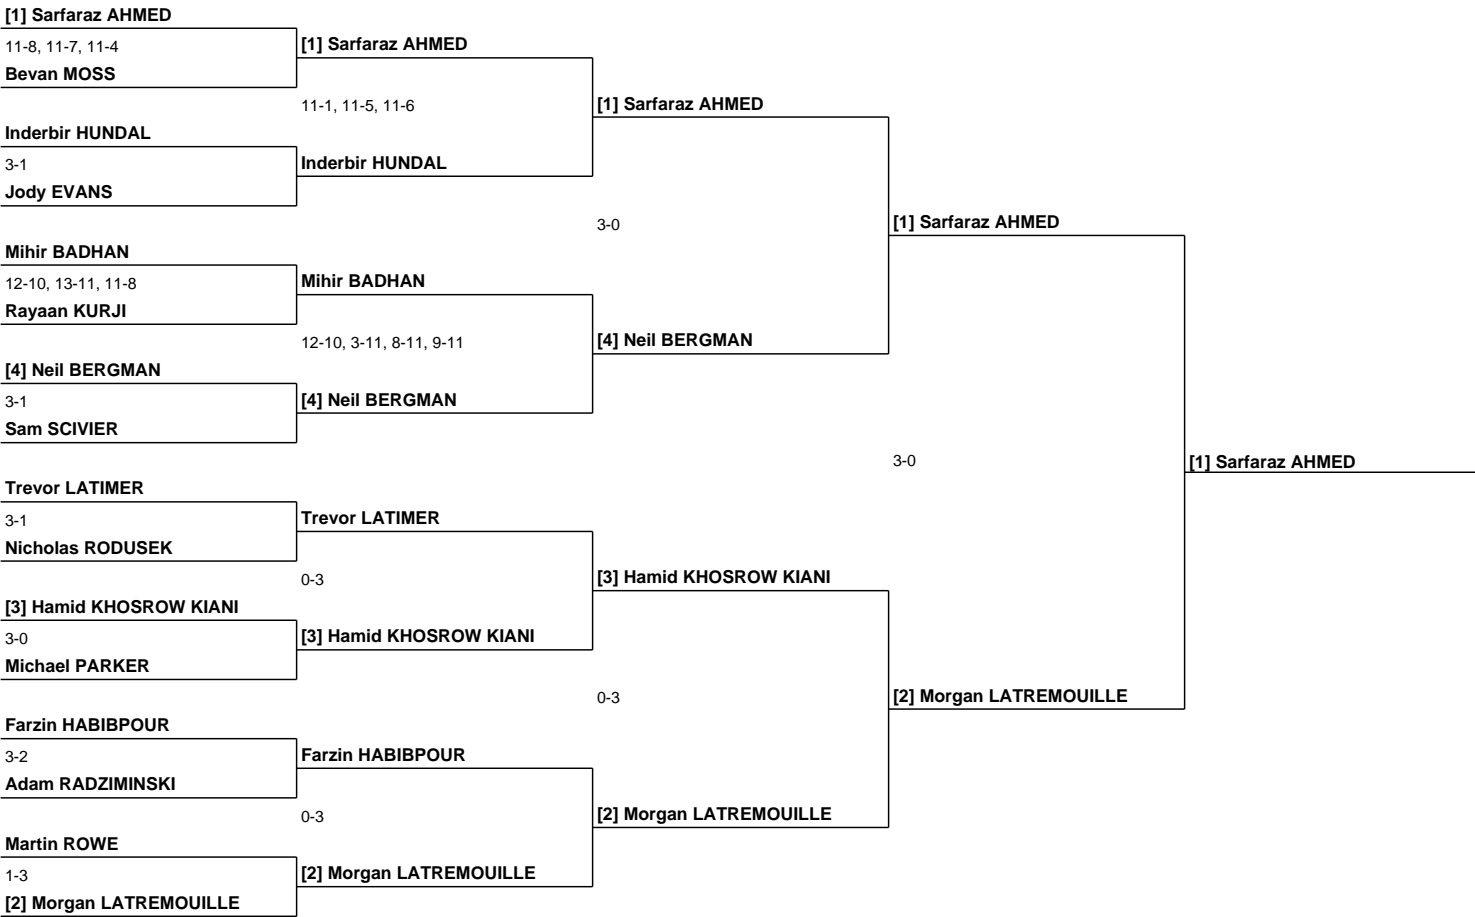 [1] Sarfaraz AHMED
11-8, 11-7, 11-4
Bevan MOSS
Inderbir HUNDAL
3-1
Jody EVANS
Mihir BADHAN
12-10, 13-11, 11-8
Rayaan KURJI
[4] Neil BERGMAN
3-1
Sam SCIVIER
Trevor LATIMER
3-1
Nicholas RODUSEK
[3] Hamid KHOSROW KIANI
3-0
Michael PARKER
Farzin HABIBPOUR
3-2
Adam RADZIMINSKI
Martin ROWE
1-3
[2] Morgan LATREMOUILLE
[1] Sarfaraz AHMED
11-1, 11-5, 11-6
Inderbir HUNDAL
Mihir BADHAN
12-10, 3-11, 8-11, 9-11
[4] Neil BERGMAN
Trevor LATIMER
0-3
[3] Hamid KHOSROW KIANI
Farzin HABIBPOUR
0-3
[2] Morgan LATREMOUILLE
[1] Sarfaraz AHMED
3-0
[4] Neil BERGMAN
[3] Hamid KHOSROW KIANI
0-3
[2] Morgan LATREMOUILLE
[1] Sarfaraz AHMED
3-0
[2] Morgan LATREMOUILLE
[1] Sarfaraz AHMED